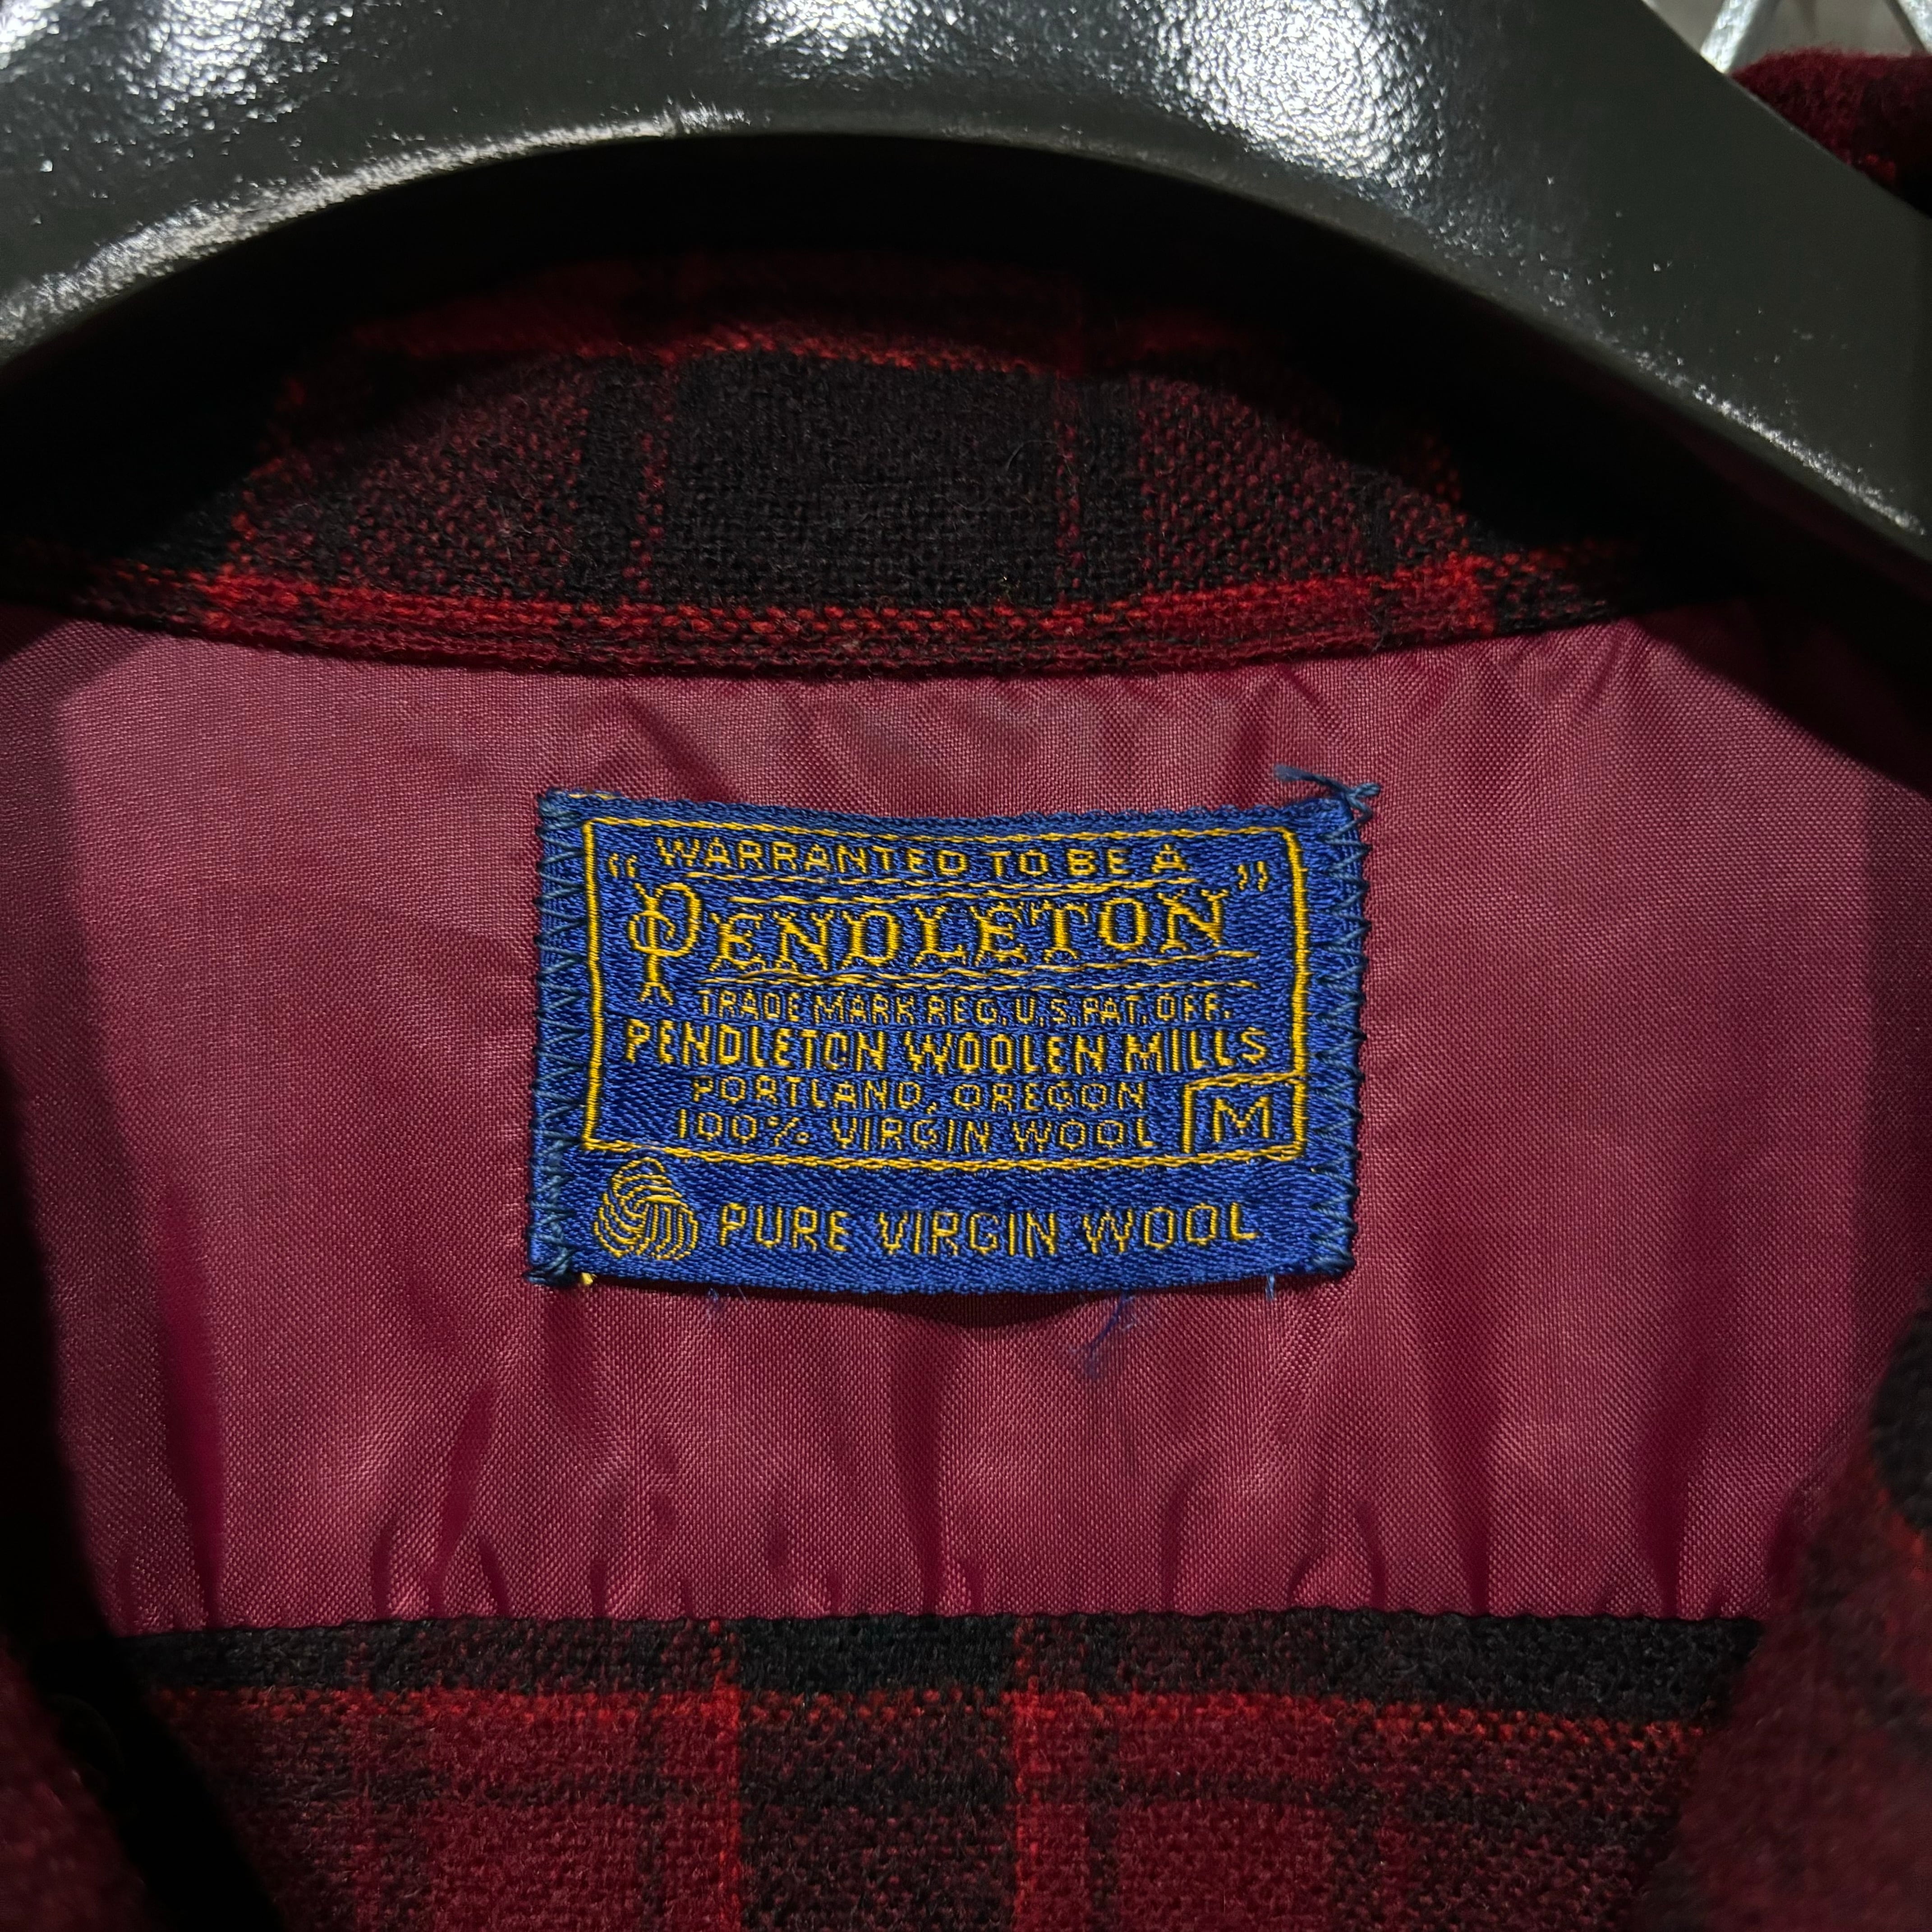 WARRANTED TO BE A
"PENDLETON"
TRADE MARK REG. U.S. PAT. OFF.
PENDLETON WOOLEN MILLS
PORTLAND, OREGON
100% VIRGIN WOOL M
PURE VIRGIN WOOL